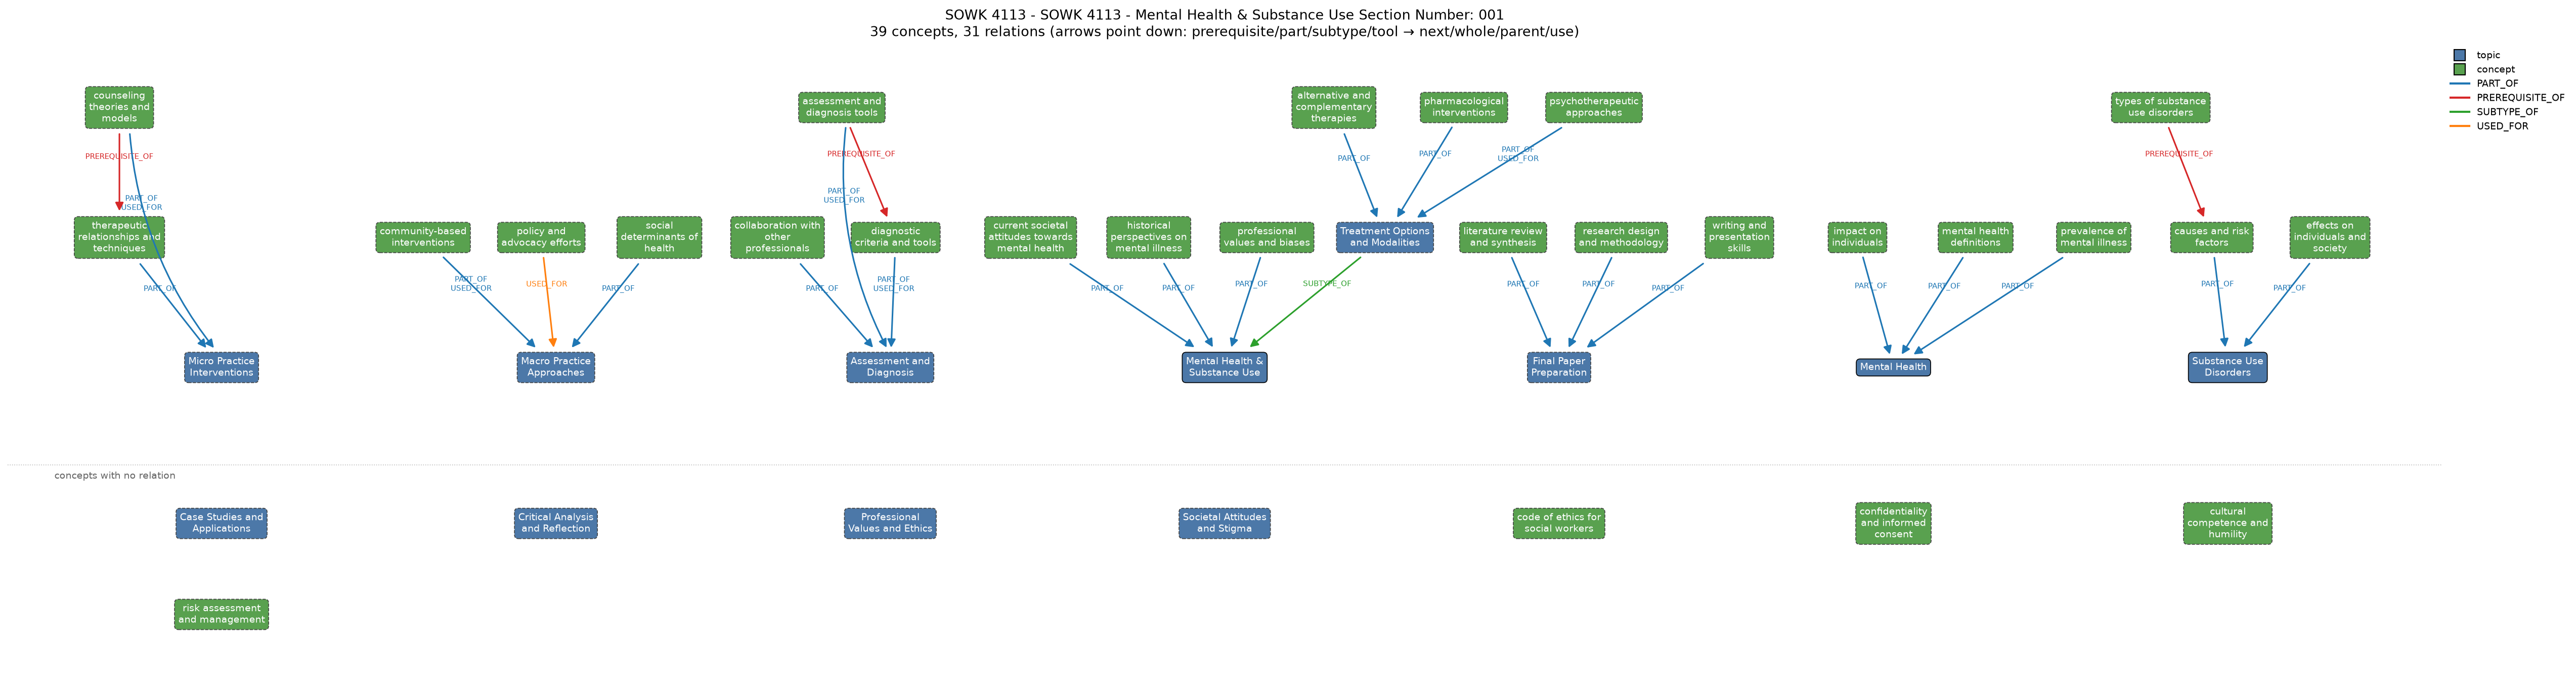 SOWK 4113 - SOWK 4113 - Mental Health & Substance Use Section Number: 001
39 concepts, 31 relations (arrows point down: prerequisite/part/subtype/tool → next/whole/parent/use)
topic
concept
PART_OF
PREREQUISITE_OF
SUBTYPE_OF
USED_FOR
counseling
theories and
models
assessment and
diagnosis tools
alternative and
complementary
therapies
pharmacological
interventions
psychotherapeutic
approaches
types of substance
use disorders
PREREQUISITE_OF
PREREQUISITE_OF
PART_OF
PART_OF
PART_OF
USED_FOR
PREREQUISITE_OF
PART_OF
USED_FOR
PART_OF
USED_FOR
therapeutic
relationships and
techniques
community-based
interventions
policy and
advocacy efforts
social
determinants of
health
collaboration with
other
professionals
diagnostic
criteria and tools
current societal
attitudes towards
mental health
historical
perspectives on
mental illness
professional
values and biases
Treatment Options
and Modalities
literature review
and synthesis
research design
and methodology
writing and
presentation
skills
impact on
individuals
mental health
definitions
prevalence of
mental illness
causes and risk
factors
effects on
individuals and
society
PART_OF
PART_OF
USED_FOR
USED_FOR
PART_OF
PART_OF
PART_OF
USED_FOR
PART_OF
PART_OF
PART_OF
SUBTYPE_OF
PART_OF
PART_OF
PART_OF
PART_OF
PART_OF
PART_OF
PART_OF
PART_OF
Micro Practice
Interventions
Macro Practice
Approaches
Assessment and
Diagnosis
Mental Health &
Substance Use
Final Paper
Preparation
Mental Health
Substance Use
Disorders
concepts with no relation
Case Studies and
Applications
Critical Analysis
and Reflection
Professional
Values and Ethics
Societal Attitudes
and Stigma
code of ethics for
social workers
confidentiality
and informed
consent
cultural
competence and
humility
risk assessment
and management